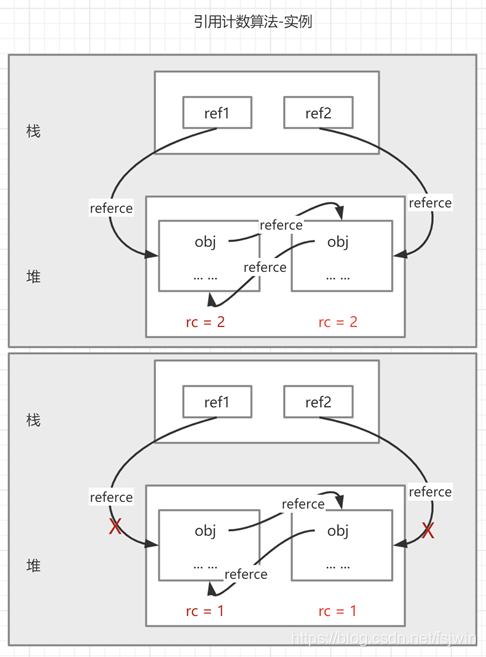 引用计数算法-实例
ref1 ref2
栈
referce referce
referce
obj obj
referce
堆
... ... ... ...
rc = 2 rc = 2
ref1 ref2
栈
referce referce
referce
X X
obj obj
堆
... ... ... ...
referce
rc = 1 rc = 1
https://blog.csdn.net/fsjwin